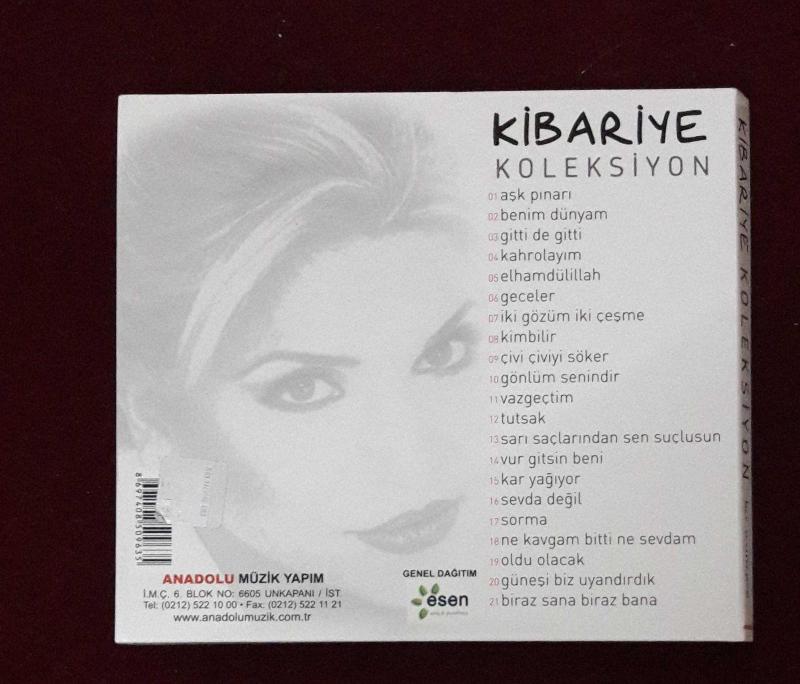 KİBARİYE
KOLEKSİYON
01 aşk pınarı
02 benim dünyam
03 gitti de gitti
04 kahrolayım
05 elhamdülillah
06 geceler
07 iki gözüm iki çeşme
08 kimbilir
09 çivi çiviyi söker
10 gönlüm senindir
11 vazgeçtim
12 tutsak
13 sarı saçlarından sen suçlusun
14 vur gitsin beni
15 kar yağıyor
16 sevda değil
17 sorma
18 ne kavgam bitti ne sevdam
19 oldu olacak
20 güneşi biz uyandırdık
21 biraz sana biraz bana
KİBARİYE KOLEKSİYON
8697408509635
ANADOLU MÜZİK YAPIM
İ.M.Ç. 6. BLOK NO: 6605 UNKAPANI / İST.
Tel: (0212) 522 10 00 • Fax: (0212) 522 11 21
www.anadolumuzik.com.tr
GENEL DAĞITIM
esen